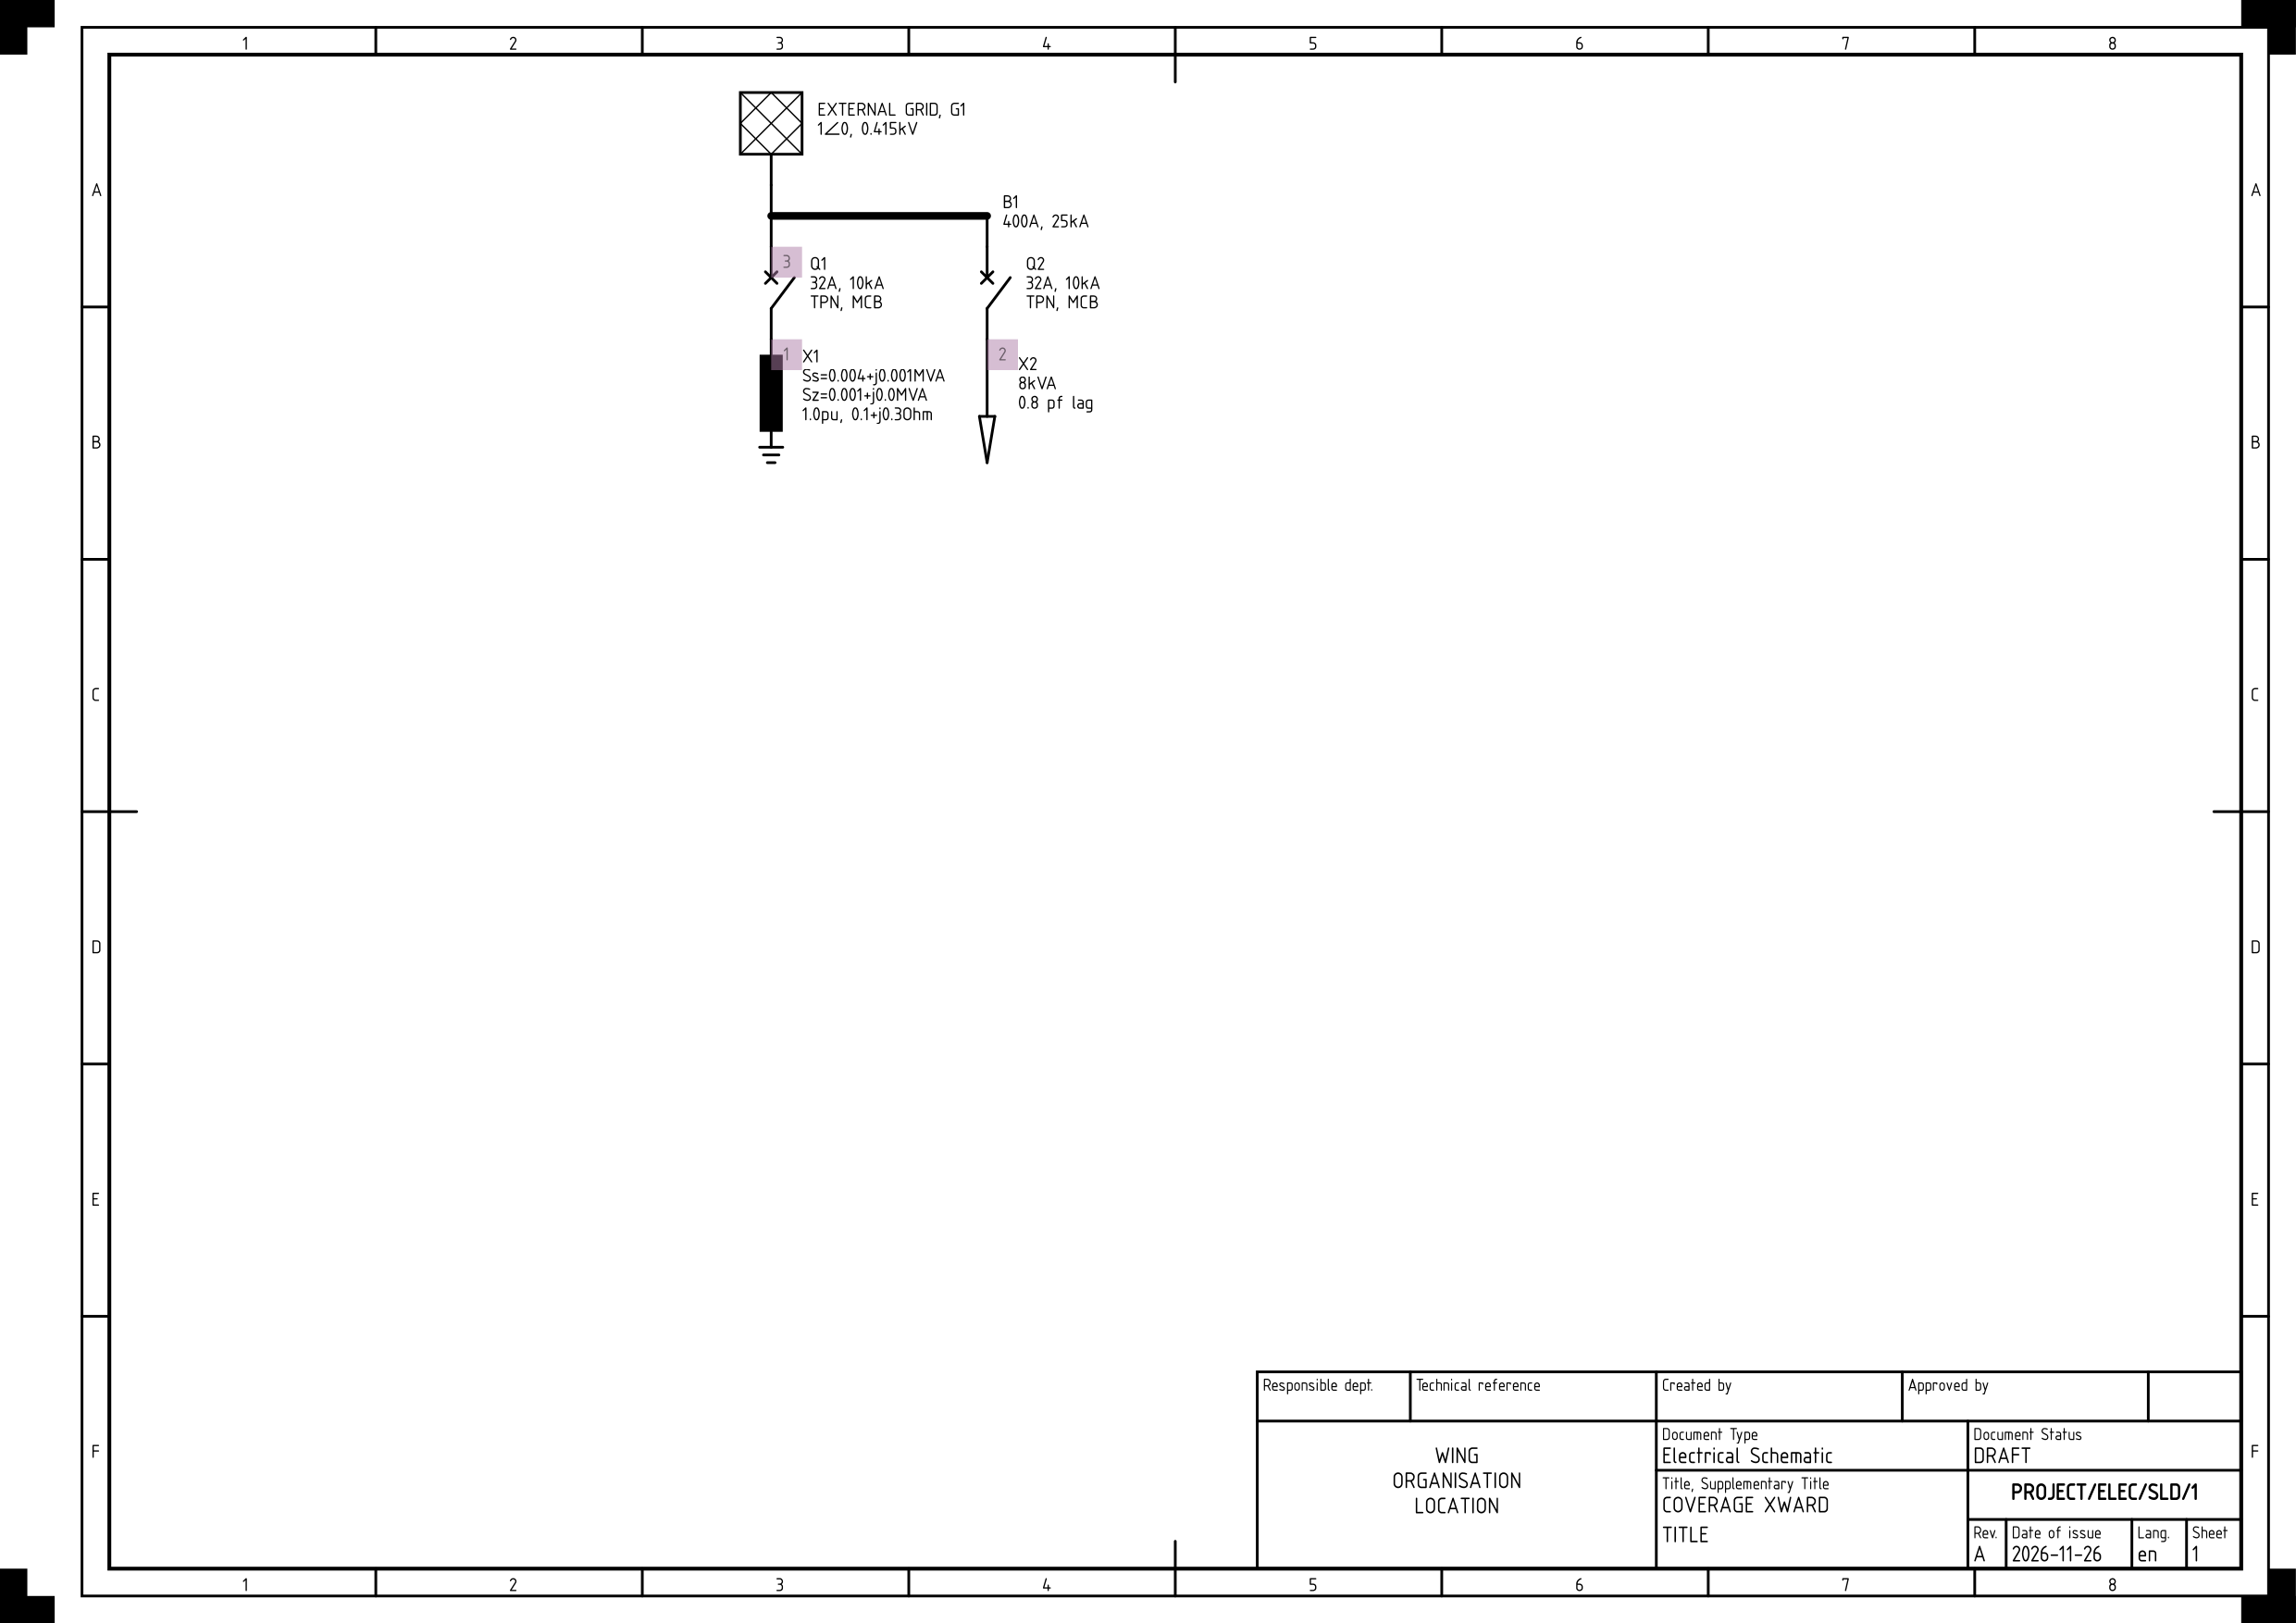 1 2 3 4 5 6 7 8
EXTERNAL GRID, G1
1∠0, 0.415kV
A A
B1
400A, 25kA
3
Q1
32A, 10kA
TPN, MCB
Q2
32A, 10kA
TPN, MCB
1
X1
Ss=0.004+j0.001MVA
Sz=0.001+j0.0MVA
1.0pu, 0.1+j0.3Ohm
2
X2
8kVA
0.8 pf lag
B B
C C
D D
E E
F F
Responsible dept.
Technical reference
Created by
Approved by
WING
ORGANISATION
LOCATION
Document Type
Electrical Schematic
Document Status
DRAFT
Title, Supplementary Title
COVERAGE XWARD
TITLE
PROJECT/ELEC/SLD/1
Rev.
A
Date of issue
2026-11-26
Lang.
en
Sheet
1
1 2 3 4 5 6 7 8